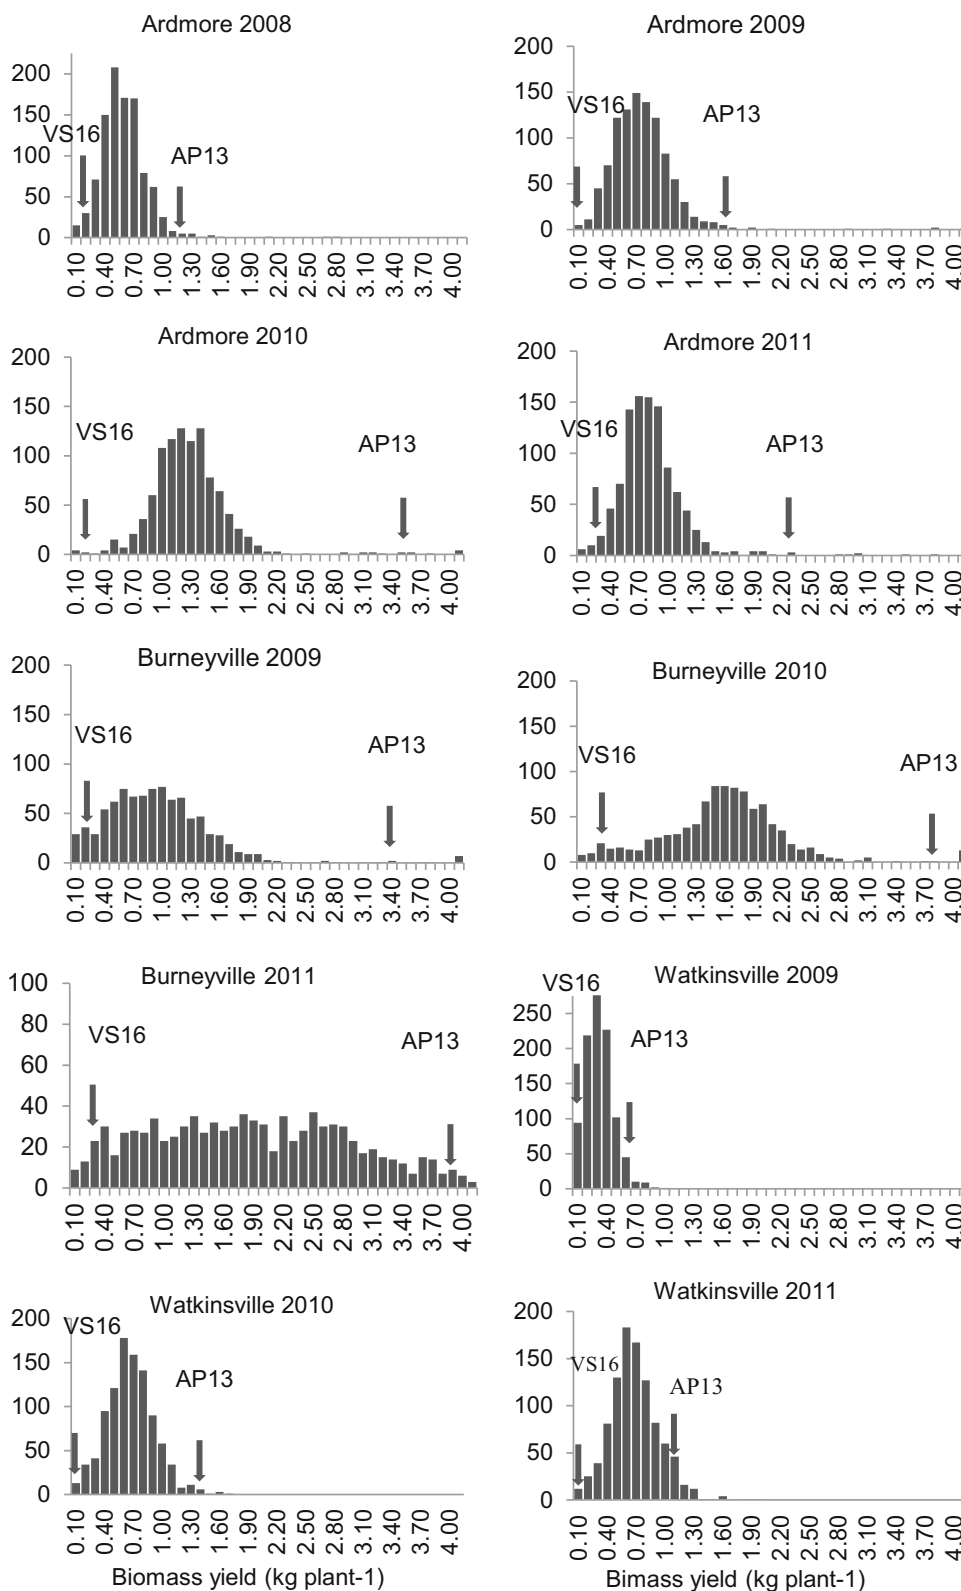 Ardmore 2008
200
150
100
50
0
VS16
AP13
0.10 0.40 0.70 1.00 1.30 1.60 1.90 2.20 2.50 2.80 3.10 3.40 3.70 4.00
Ardmore 2009
200
150
100
50
0
VS16
AP13
0.10 0.40 0.70 1.00 1.30 1.60 1.90 2.20 2.50 2.80 3.10 3.40 3.70 4.00
Ardmore 2010
200
150
100
50
0
VS16
AP13
0.10 0.40 0.70 1.00 1.30 1.60 1.90 2.20 2.50 2.80 3.10 3.40 3.70 4.00
Ardmore 2011
200
150
100
50
0
VS16
AP13
0.10 0.40 0.70 1.00 1.30 1.60 1.90 2.20 2.50 2.80 3.10 3.40 3.70 4.00
Burneyville 2009
200
150
100
50
0
VS16
AP13
0.10 0.40 0.70 1.00 1.30 1.60 1.90 2.20 2.50 2.80 3.10 3.40 3.70 4.00
Burneyville 2010
200
150
100
50
0
VS16
AP13
0.10 0.40 0.70 1.00 1.30 1.60 1.90 2.20 2.50 2.80 3.10 3.40 3.70 4.00
Burneyville 2011
100
80
60
40
20
0
VS16
AP13
0.10 0.40 0.70 1.00 1.30 1.60 1.90 2.20 2.50 2.80 3.10 3.40 3.70 4.00
Watkinsville 2009
VS16
250
200
150
100
50
0
AP13
0.10 0.40 0.70 1.00 1.30 1.60 1.90 2.20 2.50 2.80 3.10 3.40 3.70 4.00
Watkinsville 2010
200
150
100
50
0
VS16
AP13
0.10 0.40 0.70 1.00 1.30 1.60 1.90 2.20 2.50 2.80 3.10 3.40 3.70 4.00
Biomass yield (kg plant-1)
Watkinsville 2011
200
150
100
50
0
VS16
AP13
0.10 0.40 0.70 1.00 1.30 1.60 1.90 2.20 2.50 2.80 3.10 3.40 3.70 4.00
Bimass yield (kg plant-1)